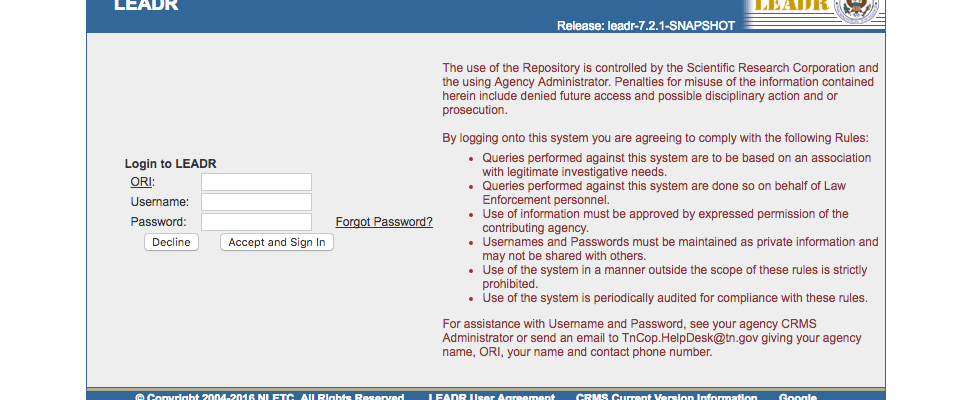 LEADR
LEADR
Release: leadr-7.2.1-SNAPSHOT
The use of the Repository is controlled by the Scientific Research Corporation and
the using Agency Administrator. Penalties for misuse of the information contained
herein include denied future access and possible disciplinary action and or
prosecution.
By logging onto this system you are agreeing to comply with the following Rules:
• Queries performed against this system are to be based on an association
with legitimate investigative needs.
• Queries performed against this system are done so on behalf of Law
Enforcement personnel.
• Use of information must be approved by expressed permission of the
contributing agency.
• Usernames and Passwords must be maintained as private information and
may not be shared with others.
• Use of the system in a manner outside the scope of these rules is strictly
prohibited.
• Use of the system is periodically audited for compliance with these rules.
For assistance with Username and Password, see your agency CRMS
Administrator or send an email to TnCop.HelpDesk@tn.gov giving your agency
name, ORI, your name and contact phone number.
Login to LEADR
ORI:
Username:
Password:
Forgot Password?
Decline
Accept and Sign In
© Copyright 2004-2016 NLETC. All Rights Reserved LEADR User Agreement CRMS Current Version Information Google